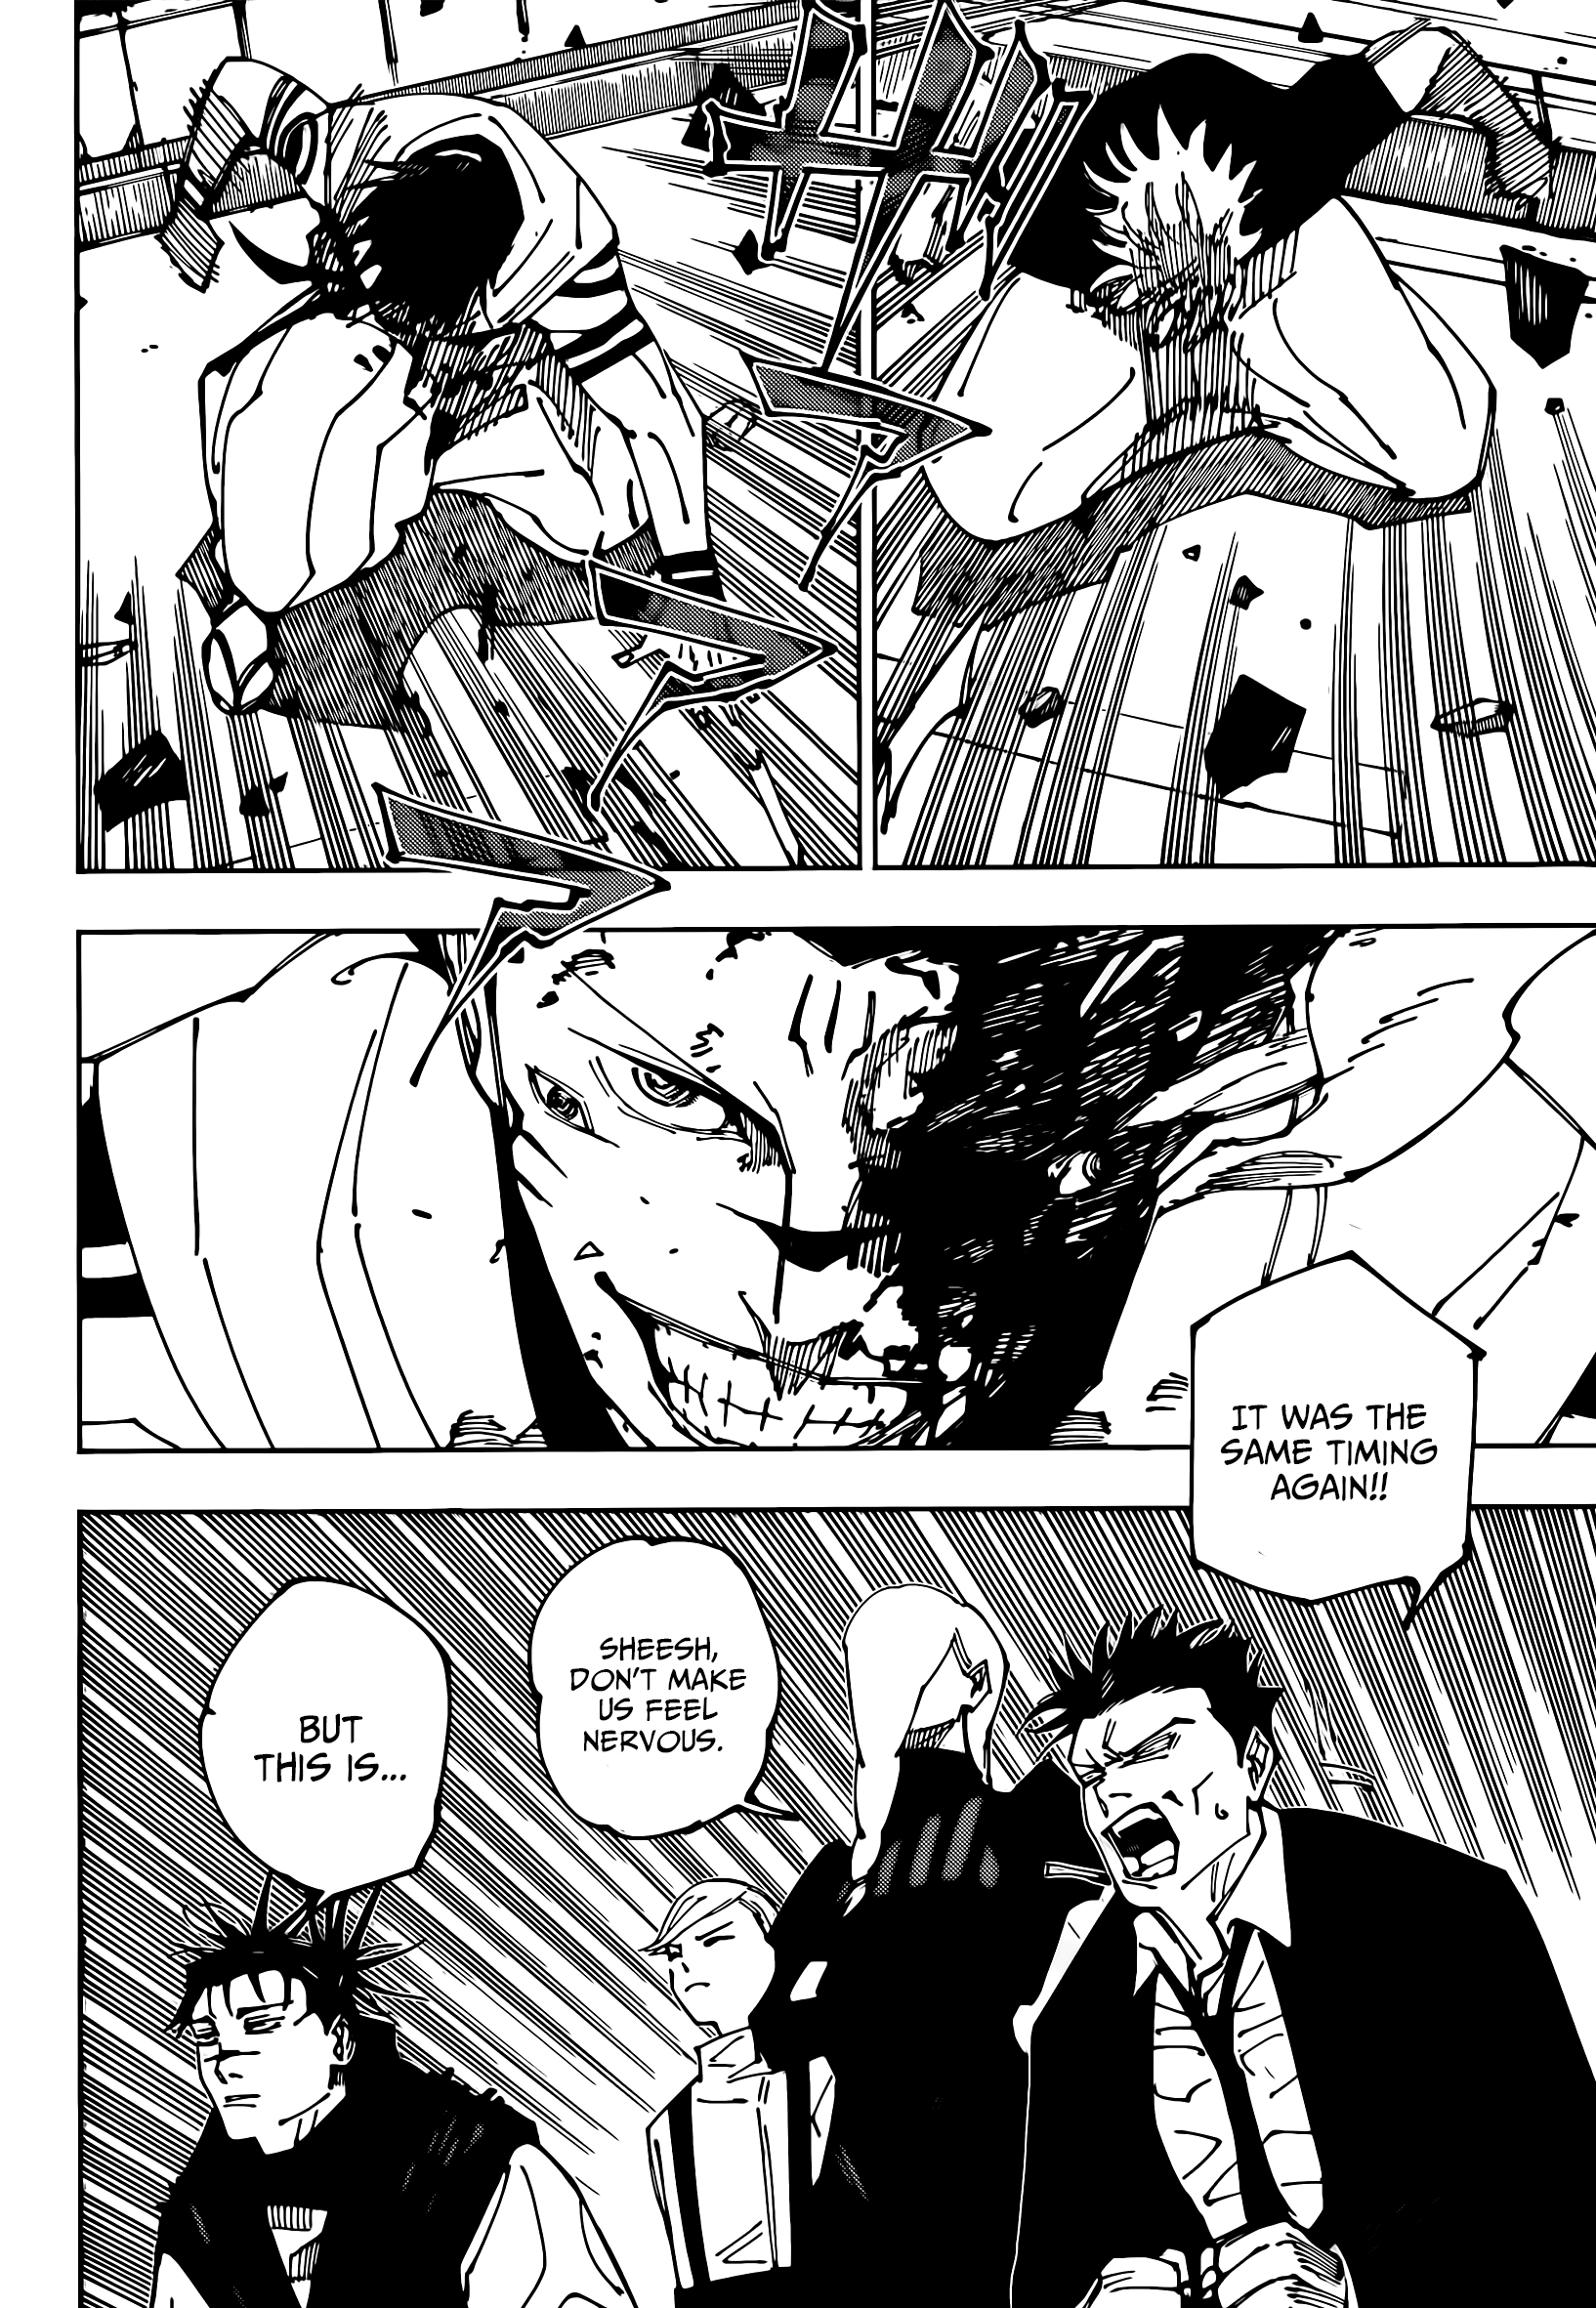 IT WAS THE
SAME TIMING
AGAIN!!
SHEESH,
DON'T MAKE
US FEEL
NERVOUS.
BUT
THIS IS...